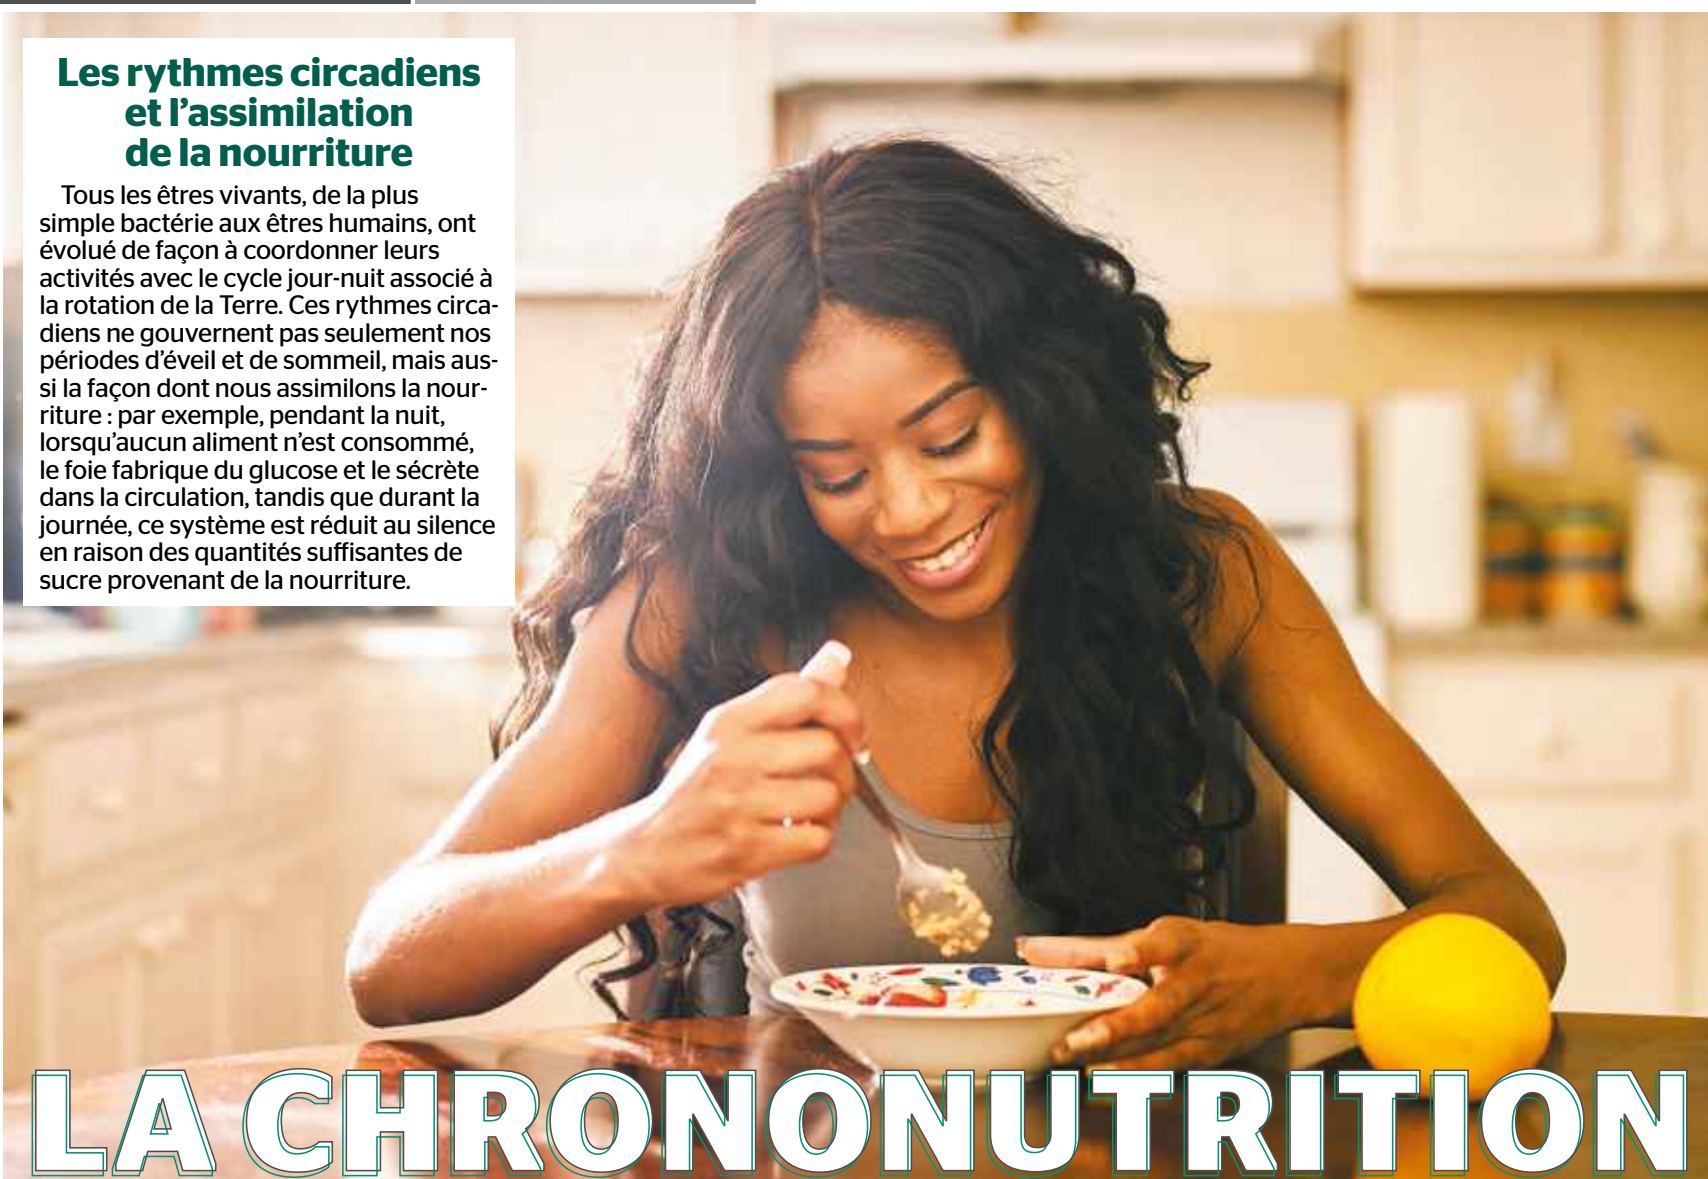 Les rythmes circadiens
et l’assimilation
de la nourriture
Tous les êtres vivants, de la plus
simple bactérie aux êtres humains, ont
évolué de façon à coordonner leurs
activités avec le cycle jour-nuit associé à
la rotation de la Terre. Ces rythmes circa-
diens ne gouvernent pas seulement nos
périodes d’éveil et de sommeil, mais aus-
si la façon dont nous assimilons la nour-
riture : par exemple, pendant la nuit,
lorsqu’aucun aliment n’est consommé,
le foie fabrique du glucose et le sécrète
dans la circulation, tandis que durant la
journée, ce système est réduit au silence
en raison des quantités suffisantes de
sucre provenant de la nourriture.
LA CHRONONUTRITION